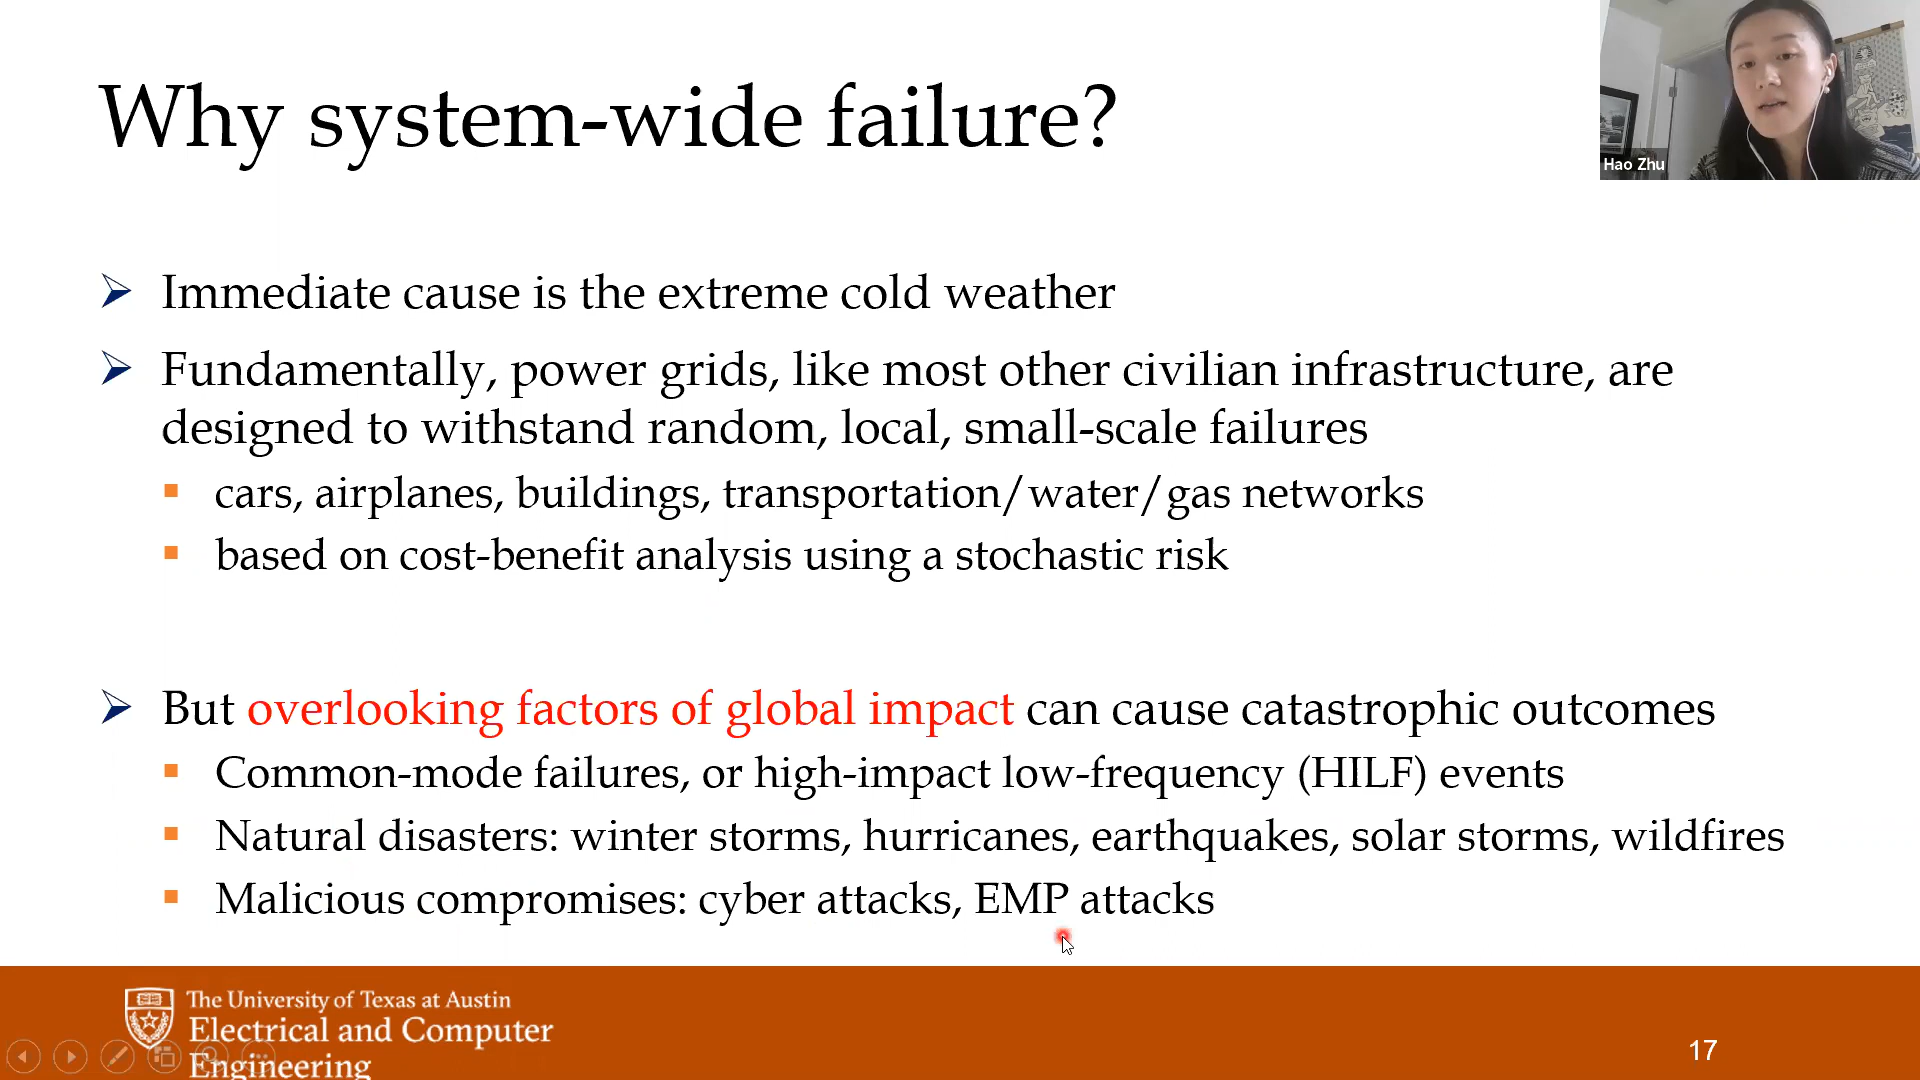 Why system-wide failure?
Hao Zhu
Immediate cause is the extreme cold weather
Fundamentally, power grids, like most other civilian infrastructure, are
designed to withstand random, local, small-scale failures
cars, airplanes, buildings, transportation/water/gas networks
based on cost-benefit analysis using a stochastic risk
But overlooking factors of global impact can cause catastrophic outcomes
Common-mode failures, or high-impact low-frequency (HILF) events
Natural disasters: winter storms, hurricanes, earthquakes, solar storms, wildfires
Malicious compromises: cyber attacks, EMP attacks
The University of Texas at Austin
Electrical and Computer
Engineering
17